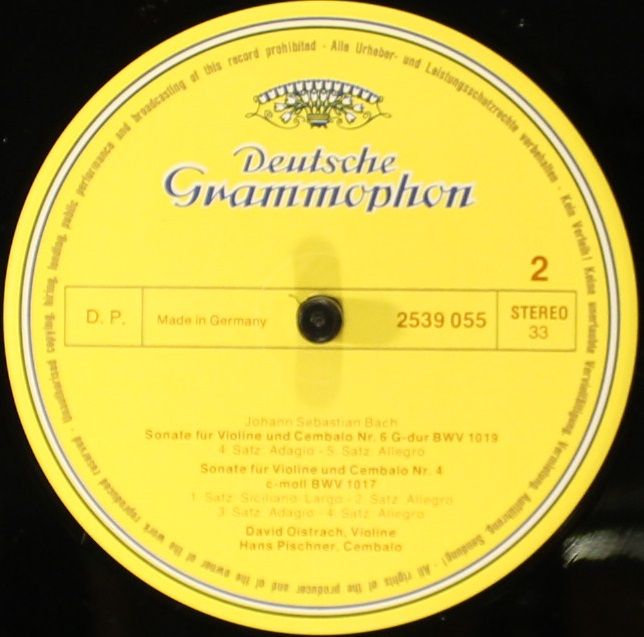 Unauthorised copying, hiring, lending, public performance and broadcasting of this record prohibited · Alle Urheber- und Leistungsschutzrechte vorbehalten · Kein Verleih! Keine unerlaubte Vervielfältigung, Vermietung, Aufführung, Sendung! · All rights of the producer and of the owner of the work reproduced reserved ·
Deutsche
Grammophon
2
D. P.
Made in Germany
2539 055
STEREO
33
Johann Sebastian Bach
Sonate für Violine und Cembalo Nr. 6 G-dur BWV 1019
4. Satz: Adagio - 5. Satz: Allegro
Sonate für Violine und Cembalo Nr. 4
c-moll BWV 1017
1. Satz: Siciliano. Largo - 2. Satz: Allegro
3. Satz: Adagio - 4. Satz: Allegro
David Oistrach, Violine
Hans Pischner, Cembalo